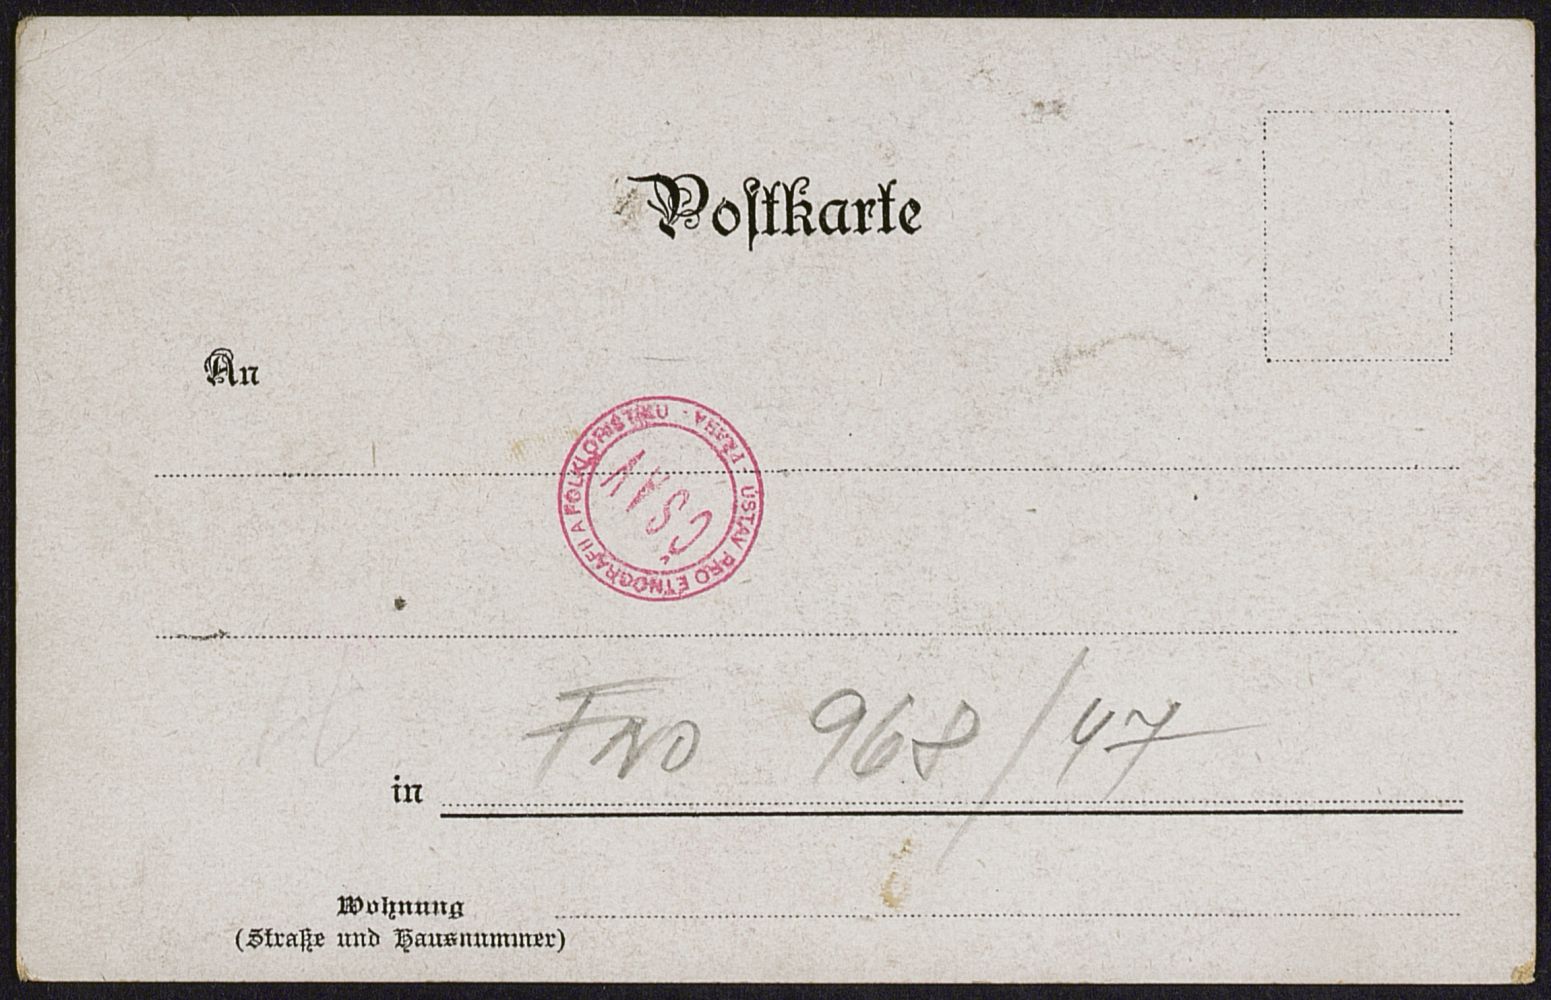 Postkarte
An
ÚSTAV PRO ETNOGRAFII A FOLKLORISTIKU - PRAHA -
ČSAV
FNO 968/47
in
Wohnung
(Straße und Hausnummer)